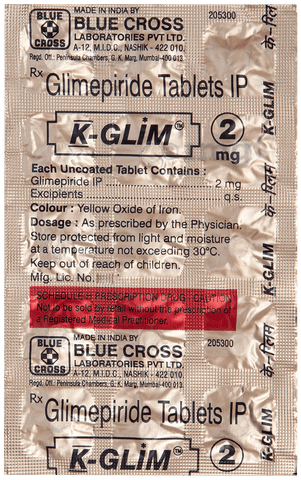 MADE IN INDIA BY
205300
BLUE CROSS
BLUE
CROSS
LABORATORIES PVT LTD.
A-12, M.I.D.C., NASHIK - 422 010.
Regd. Off.: Peninsula Chambers, G. K. Marg, Mumbai-400 013.
Rx
Glimepiride Tablets IP
K-GLiM™
2
mg
Each Uncoated Tablet Contains :
Glimepiride IP ........................ 2 mg
Excipients q.s.
Colour : Yellow Oxide of Iron.
Dosage : As prescribed by the Physician.
Store protected from light and moisture
at a temperature not exceeding 30°C.
Keep out of reach of children.
Mfg. Lic. No.
SCHEDULE PRESCRIPTION DRUG - CAUTION
Not to be sold by retail without the prescription of
a Registered Medical Practitioner.
MADE IN INDIA BY
205300
BLUE CROSS
BLUE
CROSS
LABORATORIES PVT LTD.
A-12, M.I.D.C., NASHIK - 422 010.
Regd. Off.: Peninsula Chambers, G. K. Marg, Mumbai-400 013.
Rx
Glimepiride Tablets IP
K-GLiM™
2
mg
के-ग्लिम
K-GLiM
के-ग्लिम
K-GLiM
के-ग्लिम
K-GLiM